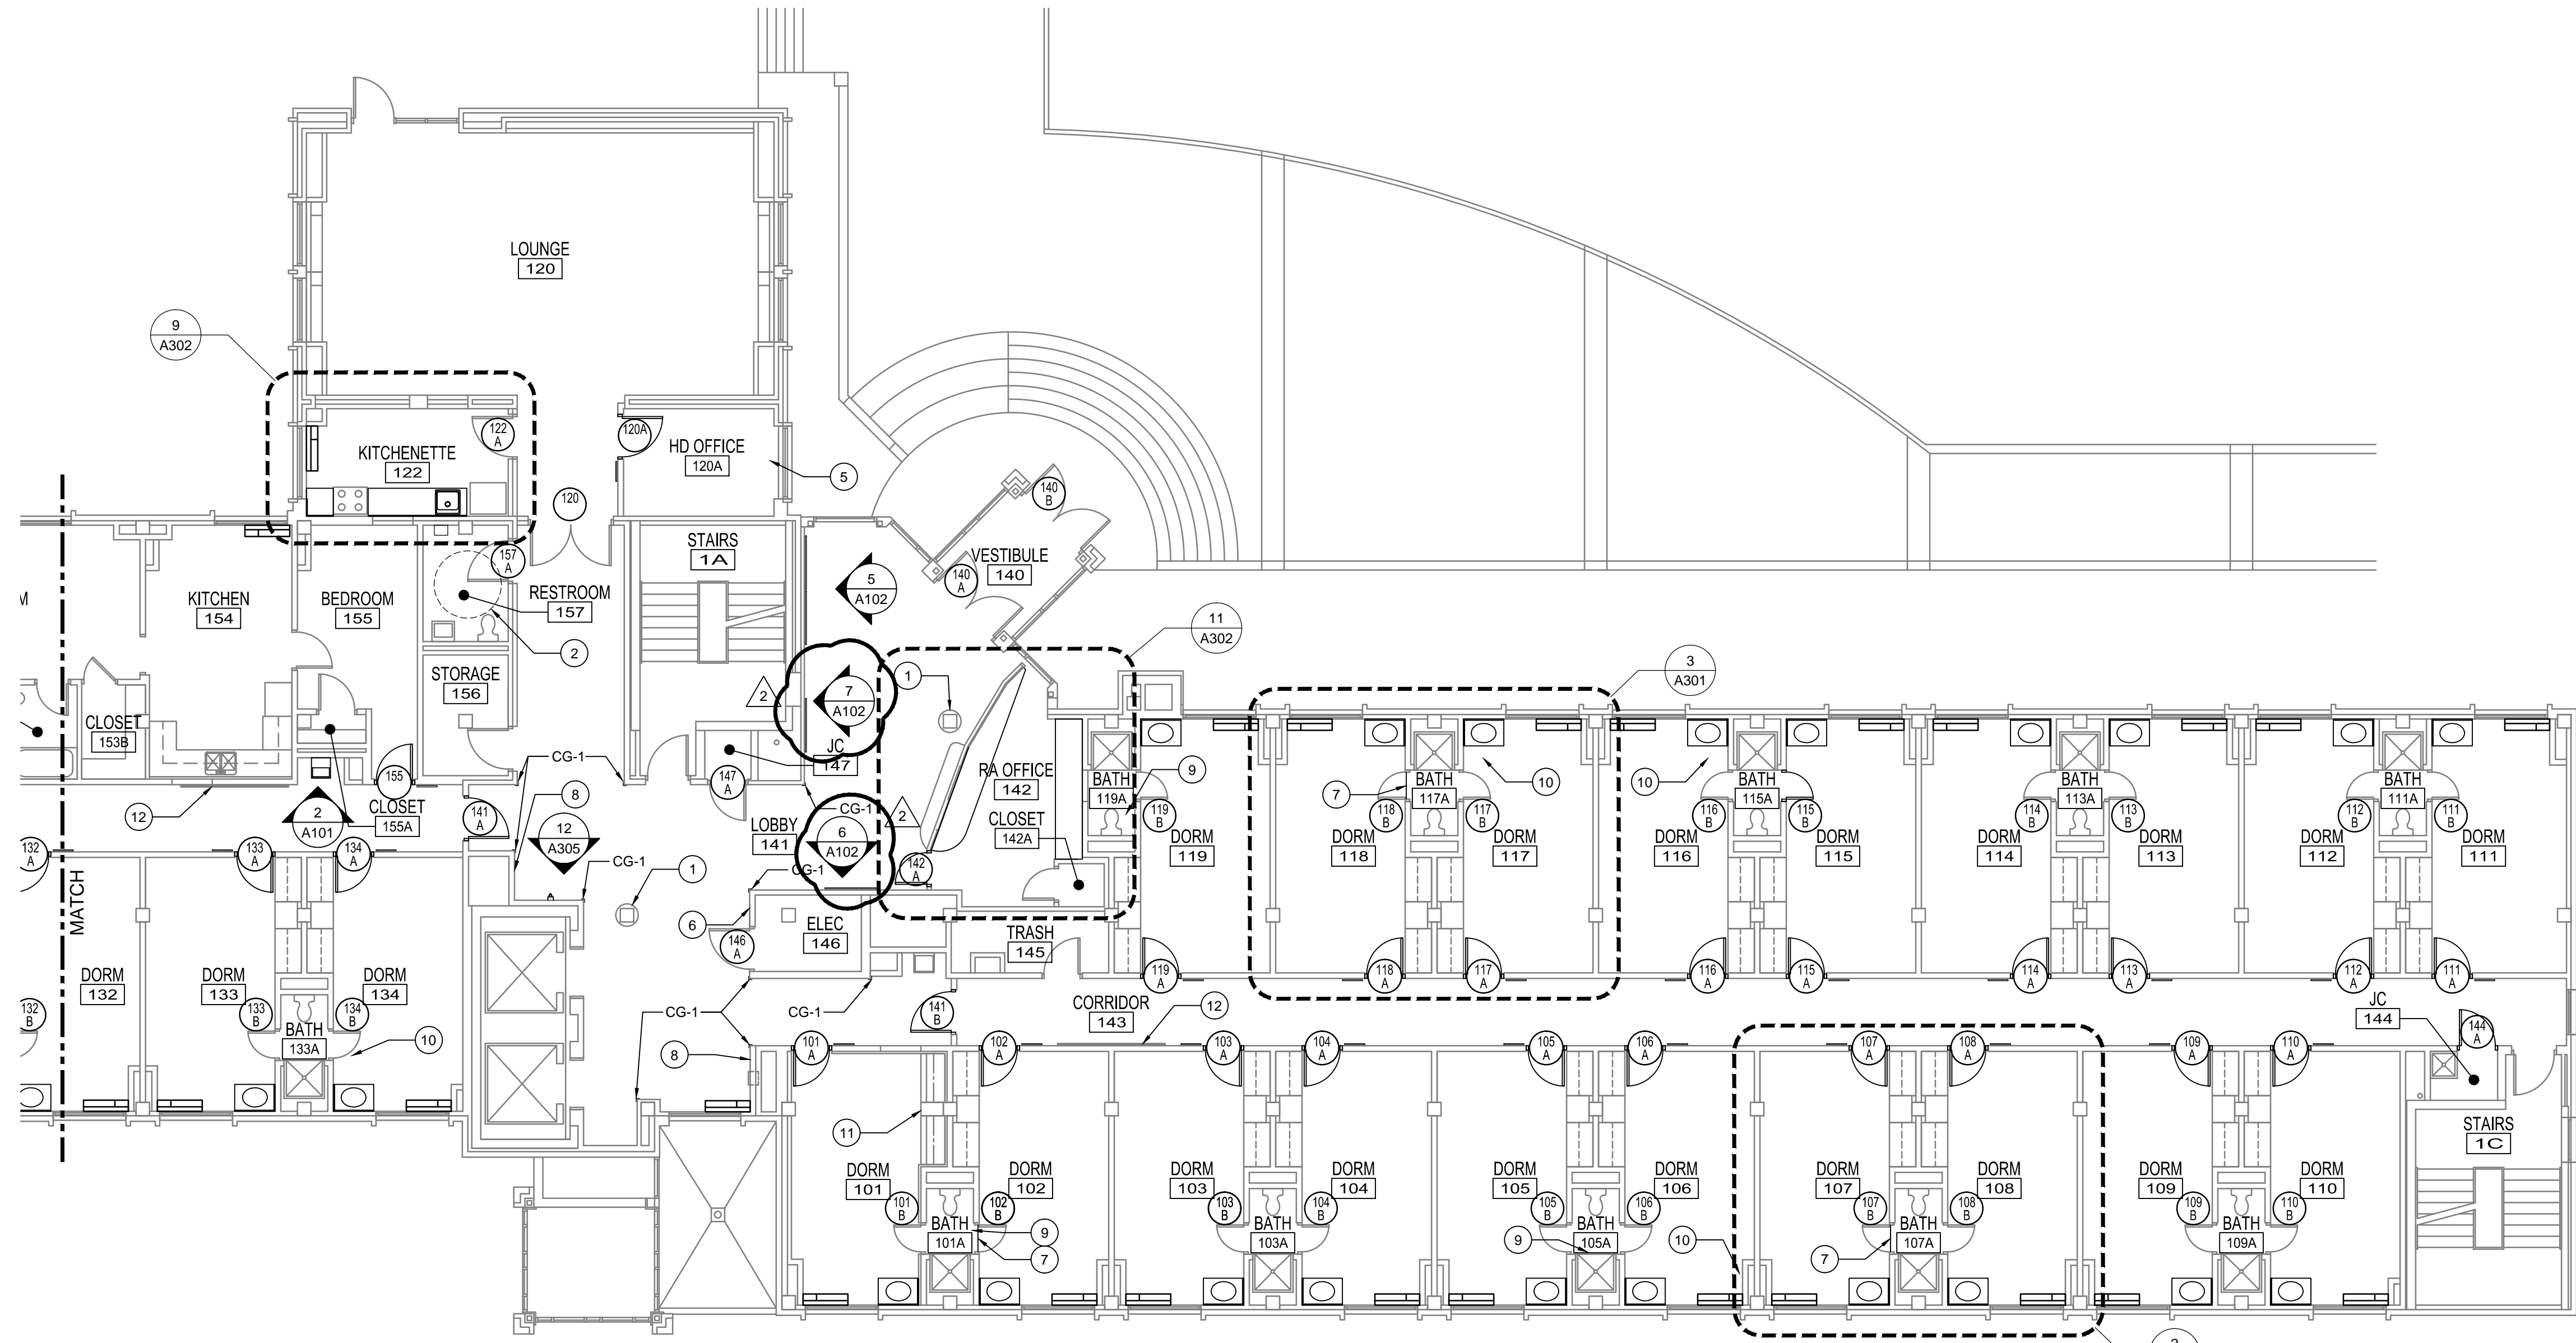 LOUNGE
120
9
A302
122
A
120A
HD OFFICE
120A
KITCHENETTE
122
5
120
140
B
STAIRS
1A
VESTIBULE
140
140
A
157
A
5
A102
RESTROOM
157
KITCHEN
154
BEDROOM
155
M
2
11
A302
3
A301
STORAGE
156
2
7
A102
1
CLOSET
153B
JC
147
CG-1
147
A
155
12
2
A101
CLOSET
155A
8
141
A
12
A305
LOBBY
141
CG-1
6
A102
2
CG-1
RA OFFICE
142
CLOSET
142A
142
A
BATH
119A
9
119
B
DORM
119
7
BATH
117A
10
118
B
117
B
DORM
118
DORM
117
10
BATH
115A
116
B
115
B
DORM
116
DORM
115
BATH
113A
114
B
113
B
DORM
114
DORM
113
BATH
111A
112
B
111
B
DORM
112
DORM
111
132
A
133
A
134
A
CG-1
1
MATCH
6
146
A
ELEC
146
TRASH
145
119
A
118
A
117
A
116
A
115
A
114
A
113
A
112
A
111
A
DORM
132
DORM
133
DORM
134
132
B
133
B
134
B
BATH
133A
10
CG-1
CG-1
141
B
CORRIDOR
143
12
JC
144
144
A
8
101
A
102
A
103
A
104
A
105
A
106
A
107
A
108
A
109
A
110
A
11
STAIRS
1C
DORM
101
DORM
102
DORM
103
DORM
104
DORM
105
DORM
106
DORM
107
DORM
108
DORM
109
DORM
110
101
B
102
B
103
B
104
B
105
B
106
B
107
B
108
B
109
B
110
B
BATH
101A
9
7
BATH
103A
9
BATH
105A
10
7
BATH
107A
BATH
109A